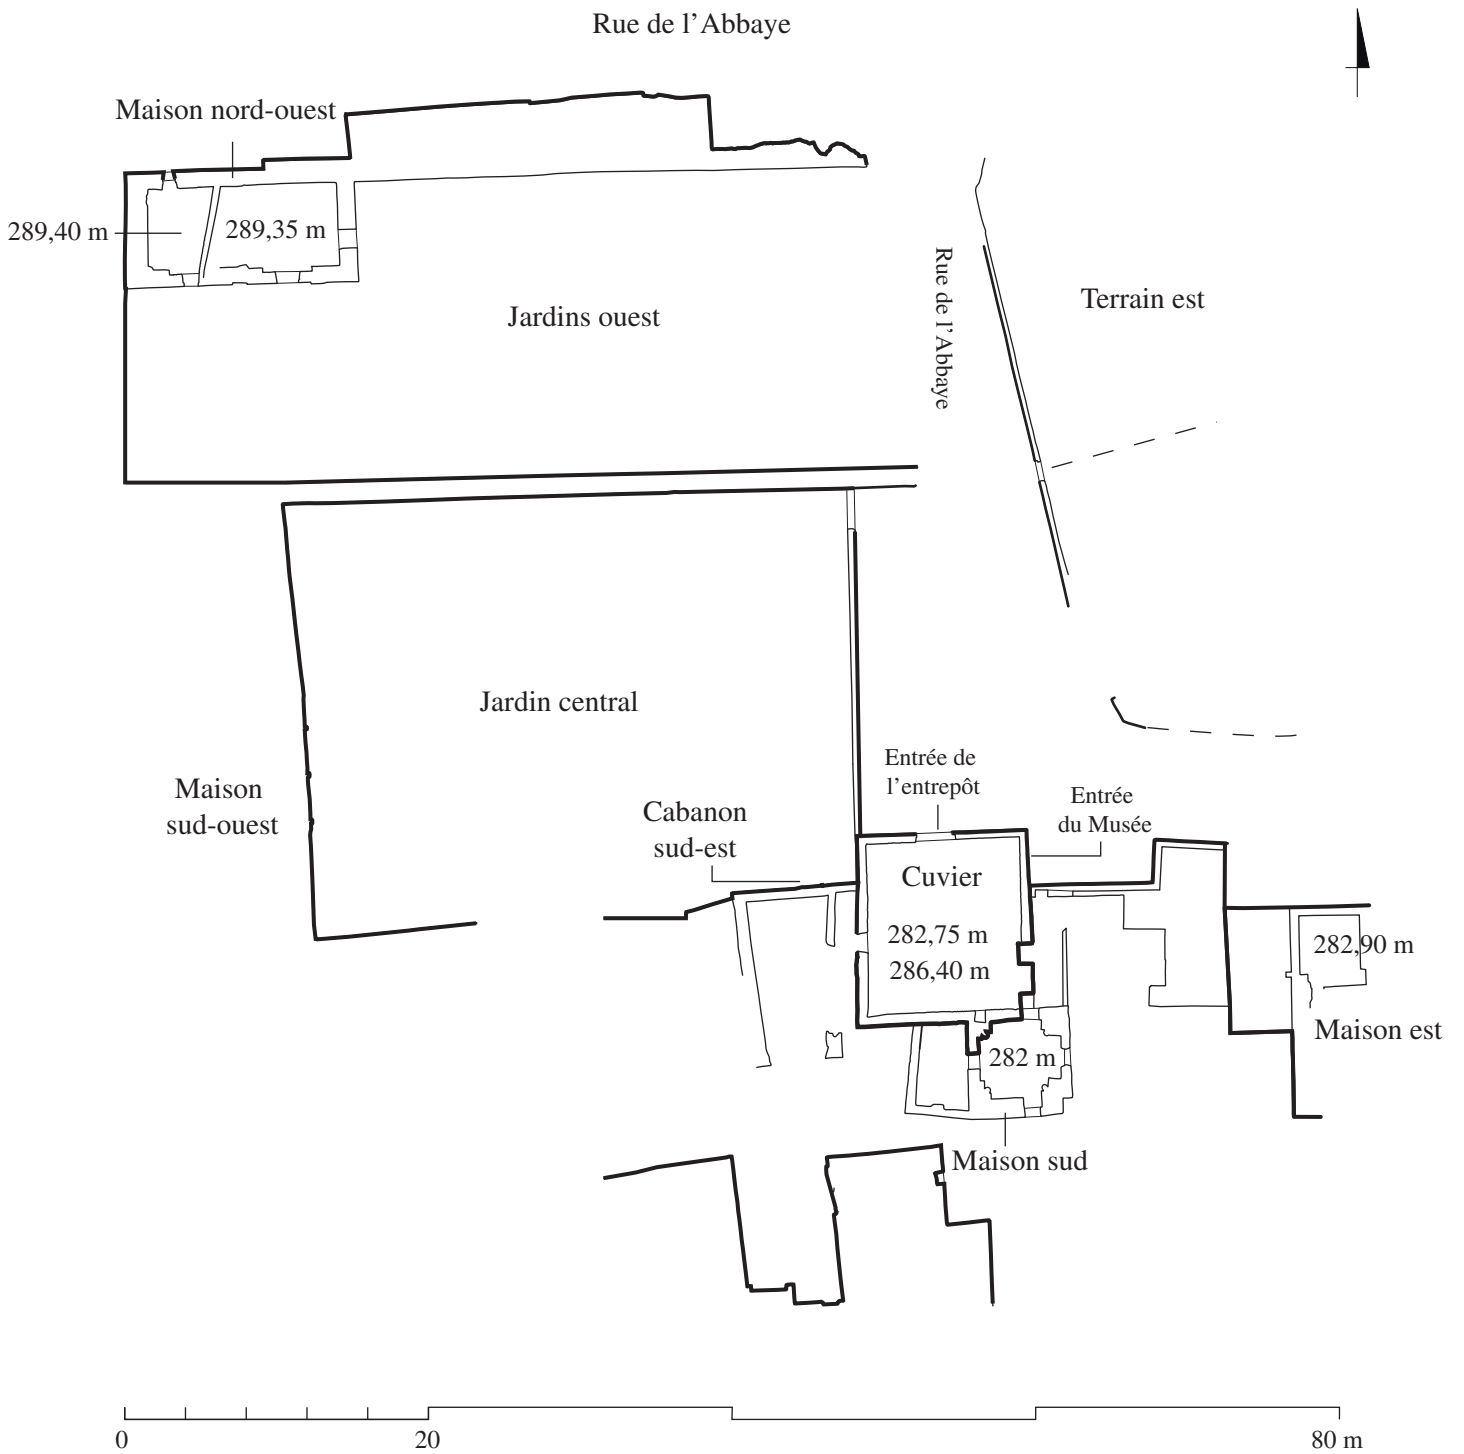 Rue de l’Abbaye
Maison nord-ouest
289,40 m
289,35 m
Jardins ouest
Rue de l’Abbaye
Terrain est
Jardin central
Maison
sud-ouest
Cabanon
sud-est
Entrée de
l’entrepôt
Entrée
du Musée
Cuvier
282,75 m
286,40 m
282,90 m
Maison est
282 m
Maison sud
0
20
80 m